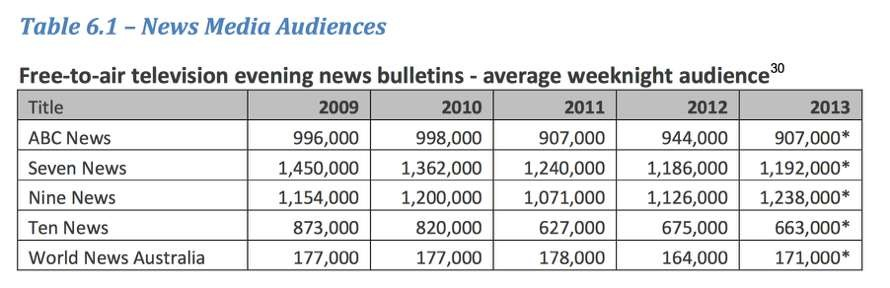 Table 6.1 – News Media Audiences
Free-to-air television evening news bulletins - average weeknight audience30
Title 2009 2010 2011 2012 2013
ABC News 996,000 998,000 907,000 944,000 907,000*
Seven News 1,450,000 1,362,000 1,240,000 1,186,000 1,192,000*
Nine News 1,154,000 1,200,000 1,071,000 1,126,000 1,238,000*
Ten News 873,000 820,000 627,000 675,000 663,000*
World News Australia 177,000 177,000 178,000 164,000 171,000*